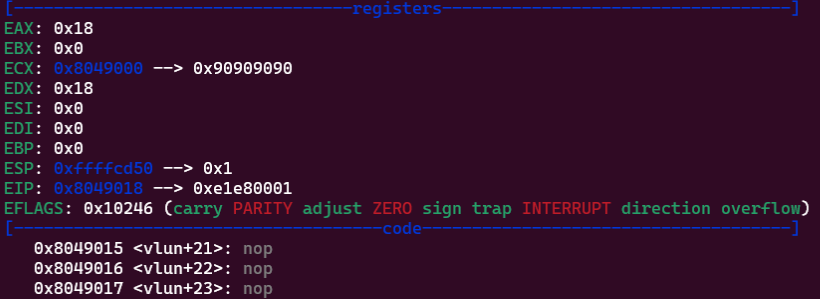 [----------------------------------registers-----------------------------------]
EAX: 0x18
EBX: 0x0
ECX: 0x8049000 --> 0x90909090
EDX: 0x18
ESI: 0x0
EDI: 0x0
EBP: 0x0
ESP: 0xffffcd50 --> 0x1
EIP: 0x8049018 --> 0xe1e80001
EFLAGS: 0x10246 (carry PARITY adjust ZERO sign trap INTERRUPT direction overflow)
[-------------------------------------code-------------------------------------]
   0x8049015 <vlun+21>: nop
   0x8049016 <vlun+22>: nop
   0x8049017 <vlun+23>: nop